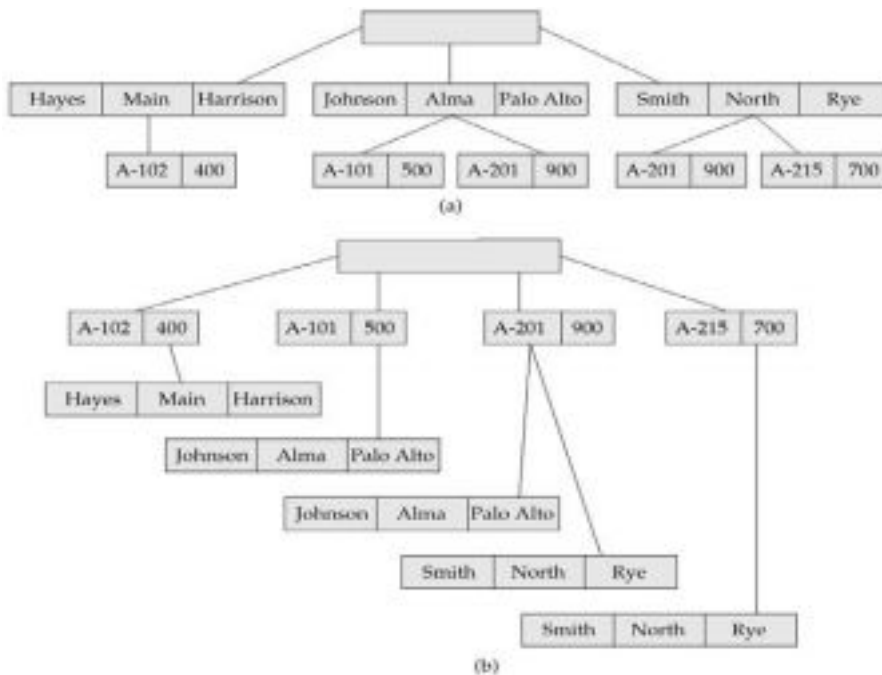 Hayes Main Harrison Johnson Alma Palo Alto Smith North Rye
A-102 400 A-101 500 A-201 900 A-201 900 A-215 700
(a)
A-102 400 A-101 500 A-201 900 A-215 700
Hayes Main Harrison
Johnson Alma Palo Alto
Johnson Alma Palo Alto
Smith North Rye
Smith North Rye
(b)